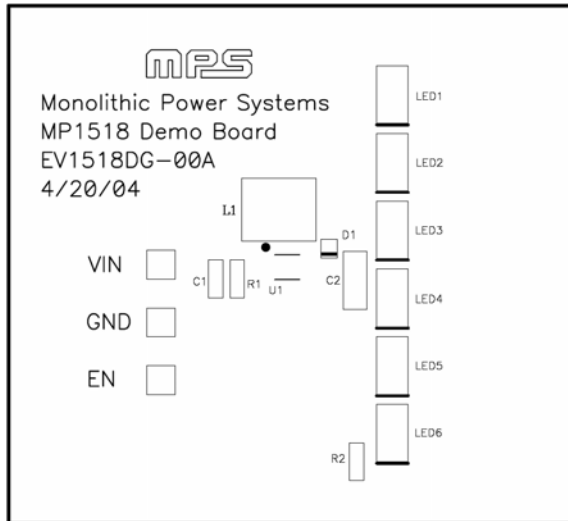 MPS
Monolithic Power Systems
MP1518 Demo Board
EV1518DG-00A
4/20/04
LED1
LED2
LED3
LED4
LED5
LED6
L1
D1
VIN
C1
R1
U1
C2
GND
EN
R2